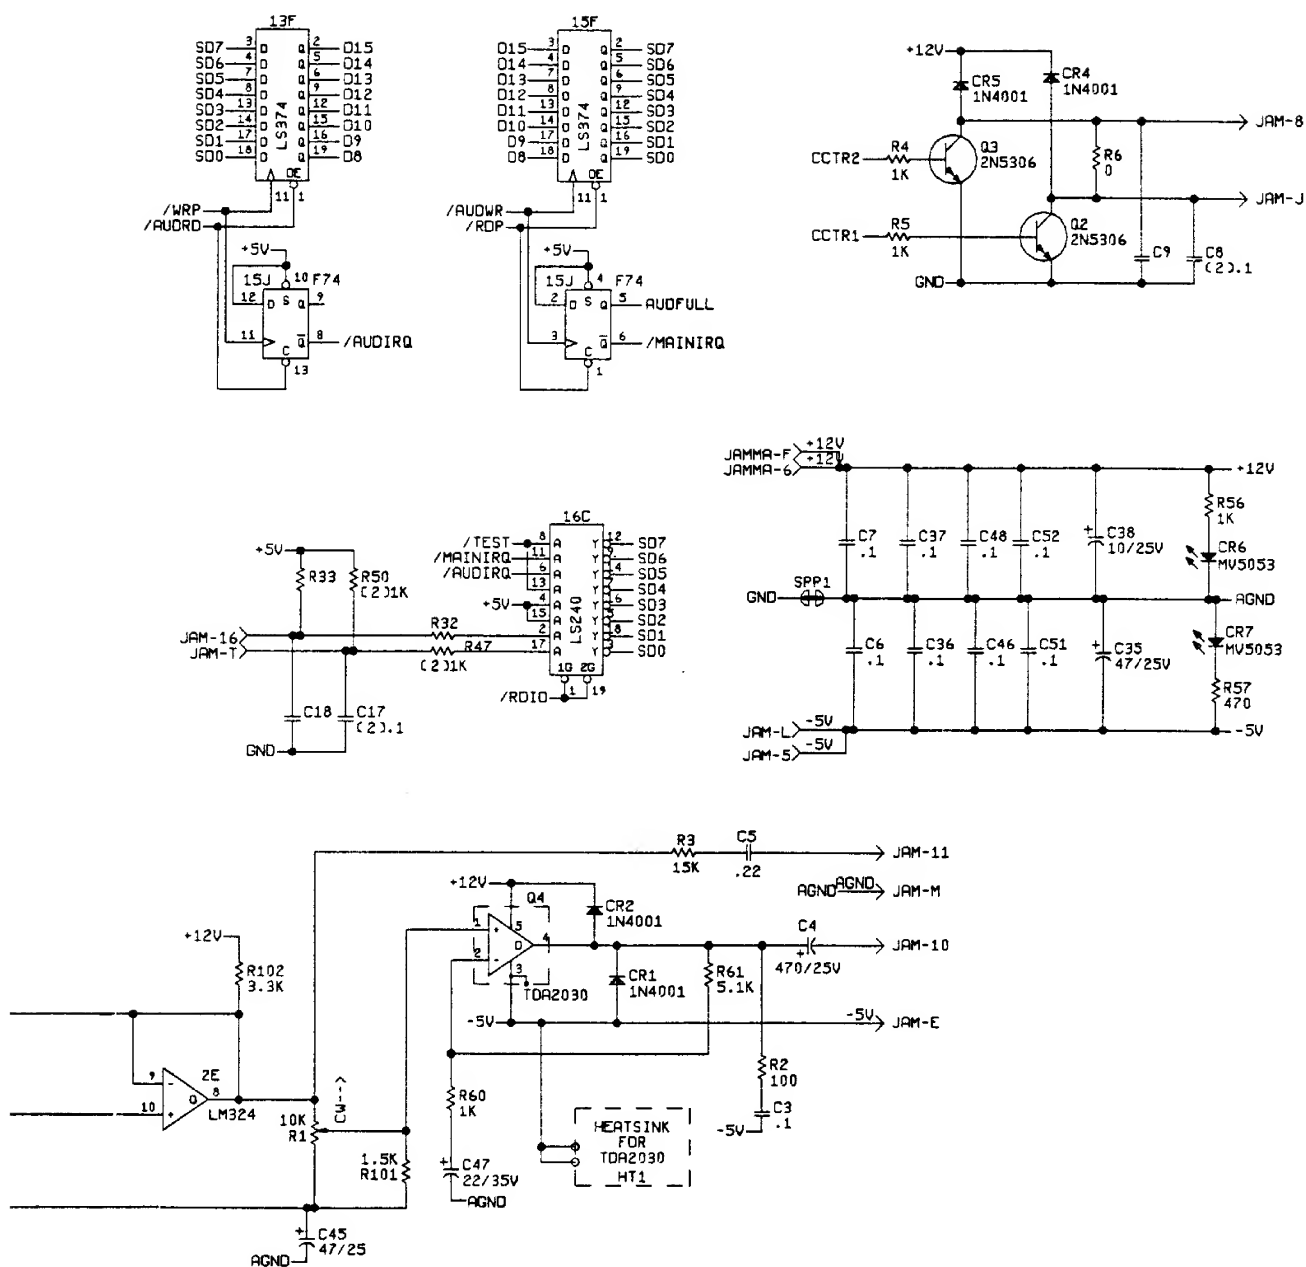 13F
SD7 3 D Q 2 D15
SD6 4 D Q 5 D14
SD5 7 D Q 6 D13
SD4 8 D Q 9 D12
SD3 13 D Q 12 D11
SD2 14 D Q 15 D10
SD1 17 D Q 16 D9
SD0 18 D Q 19 D8
LS374
OE
11 1
/WRP
/AUDRD
+5V
15J 10 F74
12 D S Q 9
11 Q 8 /AUDIRQ
C
13
15F
D15 3 D Q 2 SD7
D14 4 D Q 5 SD6
D13 7 D Q 6 SD5
D12 8 D Q 9 SD4
D11 13 D Q 12 SD3
D10 14 D Q 15 SD2
D9 17 D Q 16 SD1
D8 18 D Q 19 SD0
LS374
OE
11 1
/AUDWR
/RDP
+5V
15J 4 F74
2 D S Q 5 AUDFULL
3 Q 6 /MAINIRQ
C
1
+12V
CR5
1N4001
CR4
1N4001
JAM-8
CCTR2 R4
1K
Q3
2N5306
R6
0
JAM-J
CCTR1 R5
1K
Q2
2N5306
C9
C8
(2).1
GND
16C
/TEST 8 A Y 12 SD7
/MAINIRQ 11 A Y 9 SD6
/AUDIRQ 6 A Y 4 SD5
13 A Y 7 SD4
+5V 4 A Y 16 SD3
15 A Y 5 SD2
2 A Y 18 SD1
17 A Y 3 SD0
LS240
1G 2G
/RDIO 1 19
+5V
R33
R50
(2)1K
JAM-16
JAM-T
R32
R47
(2)1K
C18
C17
(2).1
GND
JAMMA-F +12V
JAMMA-6 +12V
+12V
C7
.1
C37
.1
C48
.1
C52
.1
+
C38
10/25V
R56
1K
CR6
MV5053
GND SPP1 AGND
C6
.1
C36
.1
C46
.1
C51
.1
+
C35
47/25V
CR7
MV5053
R57
470
JAM-L -5V
JAM-5 -5V
-5V
R3
15K
C5
.22
JAM-11
AGND AGND JAM-M
+12V
Q4
CR2
1N4001
1 +
2 -
5
O 4
3
TDA2030
CR1
1N4001
R61
5.1K
C4
+
470/25V
JAM-10
-5V
-5V JAM-E
+12V
R102
3.3K
2E
9 -
10 +
O 8
LM324
10K
R1
CW-->
1.5K
R101
R60
1K
+
C47
22/35V
AGND
R2
100
C3
.1
-5V
HEATSINK
FOR
TDA2030
HT1
+
C45
47/25
AGND